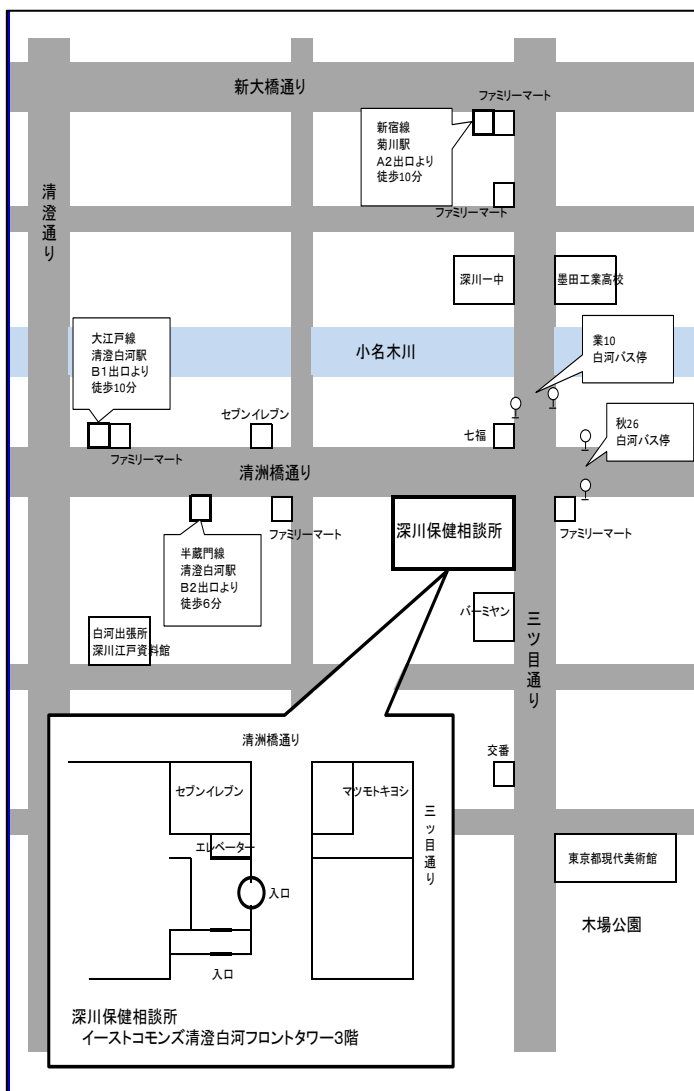 新大橋通り
ファミリーマート
新宿線
菊川駅
A2出口より
徒歩10分
清澄通り
ファミリーマート
深川一中
墨田工業高校
大江戸線
清澄白河駅
B1出口より
徒歩10分
小名木川
業10
白河バス停
セブンイレブン
七福
秋26
白河バス停
ファミリーマート
清洲橋通り
深川保健相談所
ファミリーマート
ファミリーマート
半蔵門線
清澄白河駅
B2出口より
徒歩6分
バーミヤン
三ツ目通り
白河出張所
深川江戸資料館
清洲橋通り
交番
セブンイレブン
マツモトキヨシ
三ッ目通り
エレベーター
東京都現代美術館
入口
木場公園
入口
深川保健相談所
イーストコモンズ清澄白河フロントタワー3階